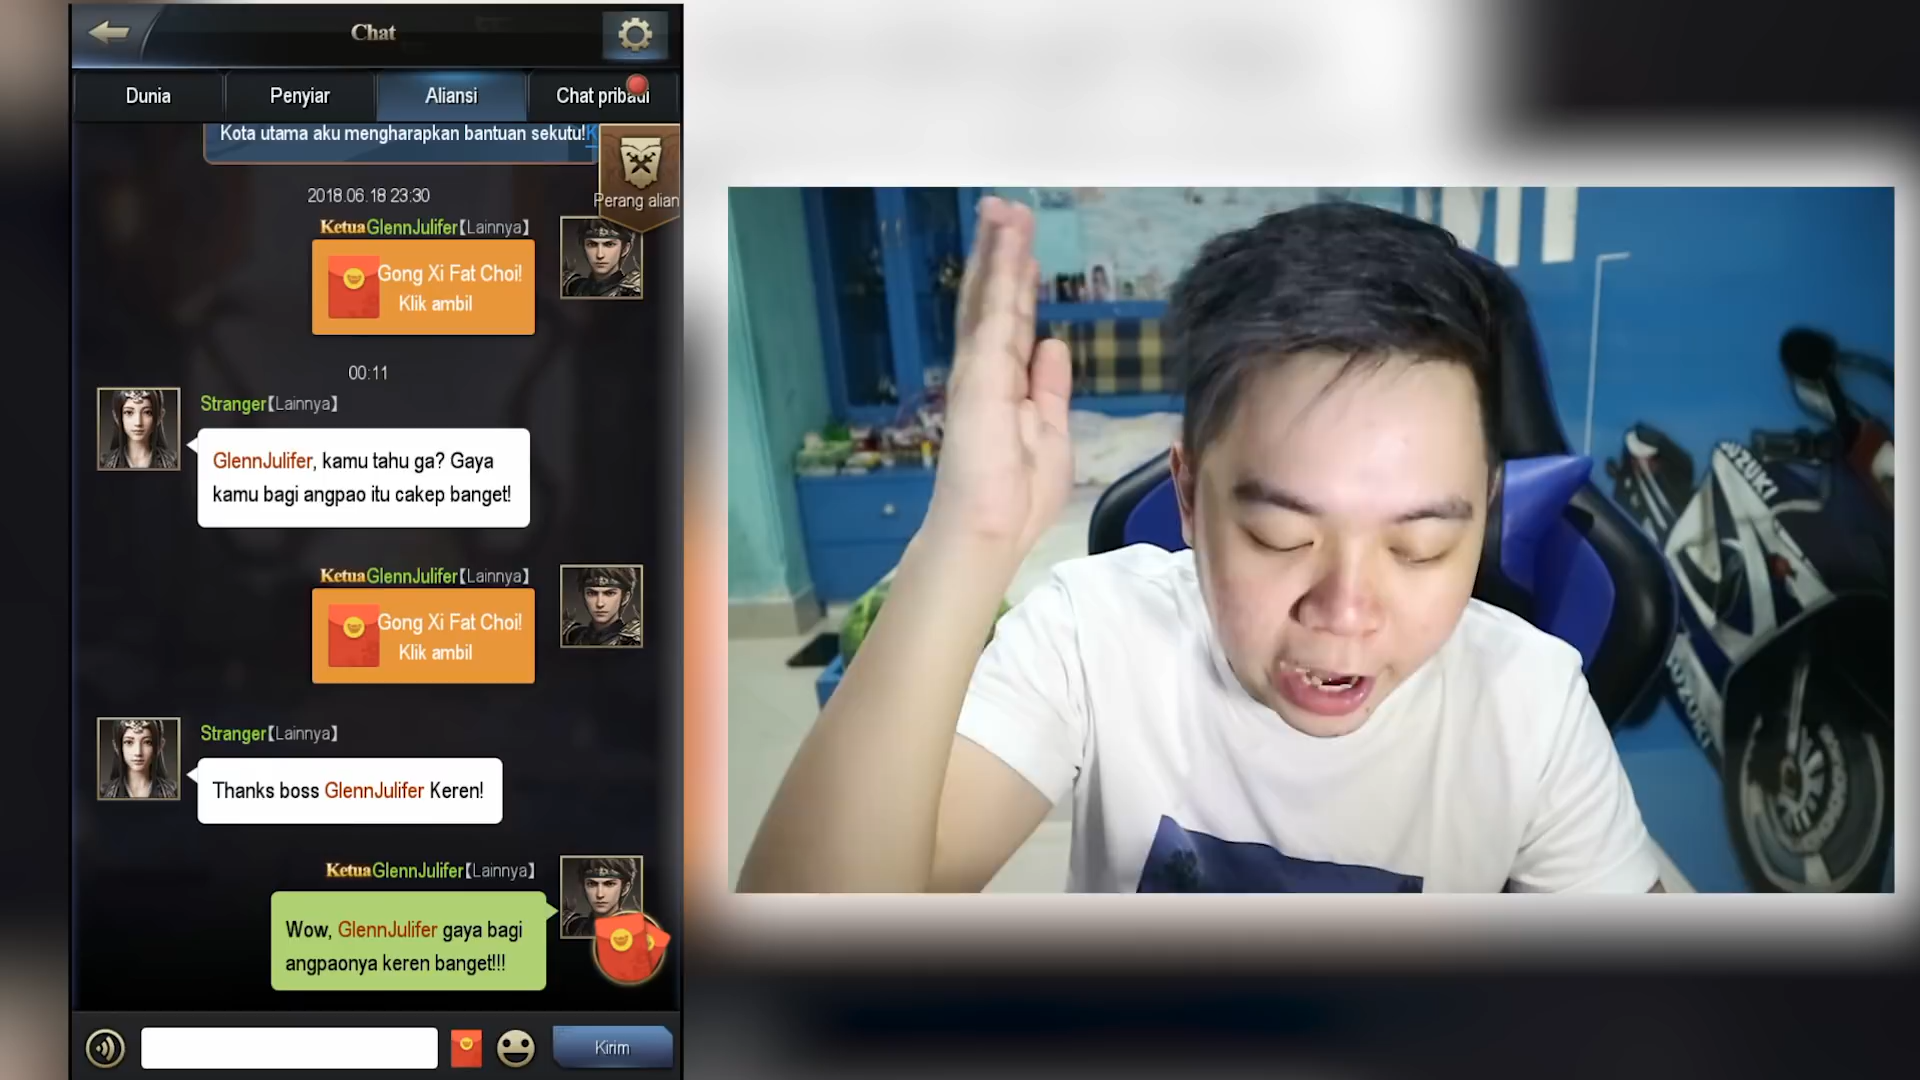 Chat
Dunia
Penyiar
Aliansi
Chat pribadi
Kota utama aku mengharapkan bantuan sekutu!K
Perang alian
2018.06.18 23:30
KetuaGlennJulifer【Lainnya】
Gong Xi Fat Choi!
Klik ambil
00:11
Stranger【Lainnya】
GlennJulifer, kamu tahu ga? Gaya
kamu bagi angpao itu cakep banget!
KetuaGlennJulifer【Lainnya】
Gong Xi Fat Choi!
Klik ambil
Stranger【Lainnya】
Thanks boss GlennJulifer Keren!
KetuaGlennJulifer【Lainnya】
Wow, GlennJulifer gaya bagi
angpaonya keren banget!!!
Kirim
SUZUKI
SUZUKI